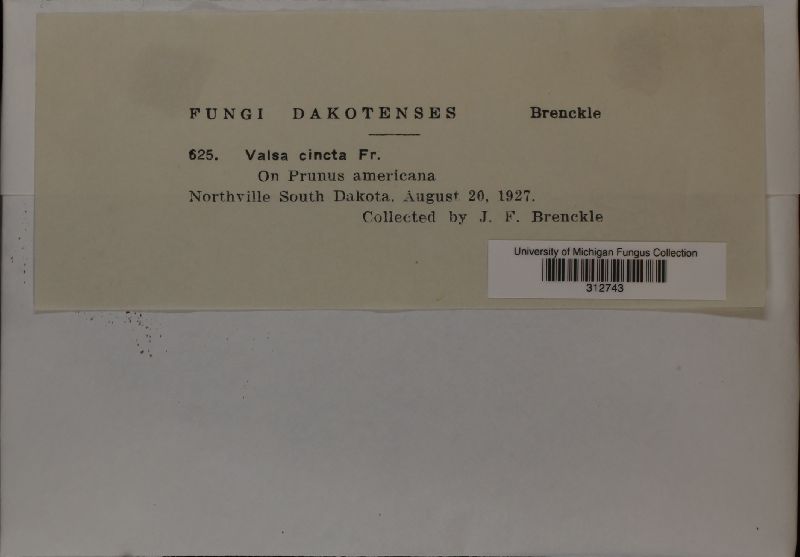 FUNGI DAKOTENSES Brenckle
625. Valsa cincta Fr.
On Prunus americana
Northville South Dakota, August 20, 1927.
Collected by J. F. Brenckle
University of Michigan Fungus Collection
312743